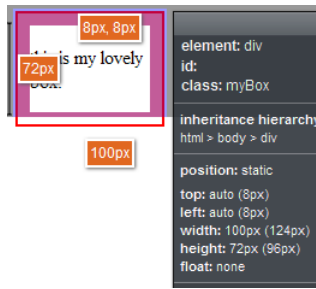 8px, 8px
this is my lovely
72px
box.
100px
element: div
id:
class: myBox
inheritance hierarchy
html > body > div
position: static
top: auto (8px)
left: auto (8px)
width: 100px (124px)
height: 72px (96px)
float: none